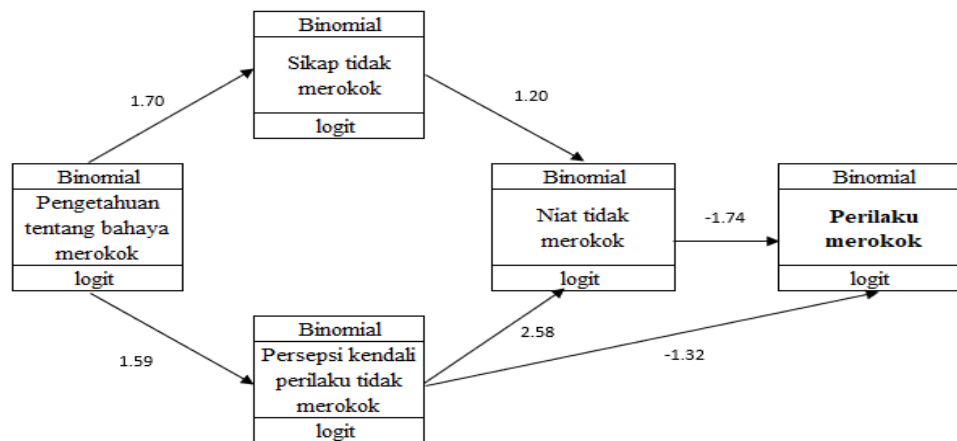 Binomial
Sikap tidak
merokok
logit
1.70
1.20
Binomial
Pengetahuan
tentang bahaya
merokok
logit
Binomial
Niat tidak
merokok
logit
-1.74
Binomial
Perilaku
merokok
logit
1.59
Binomial
Persepsi kendali
perilaku tidak
merokok
logit
2.58
-1.32